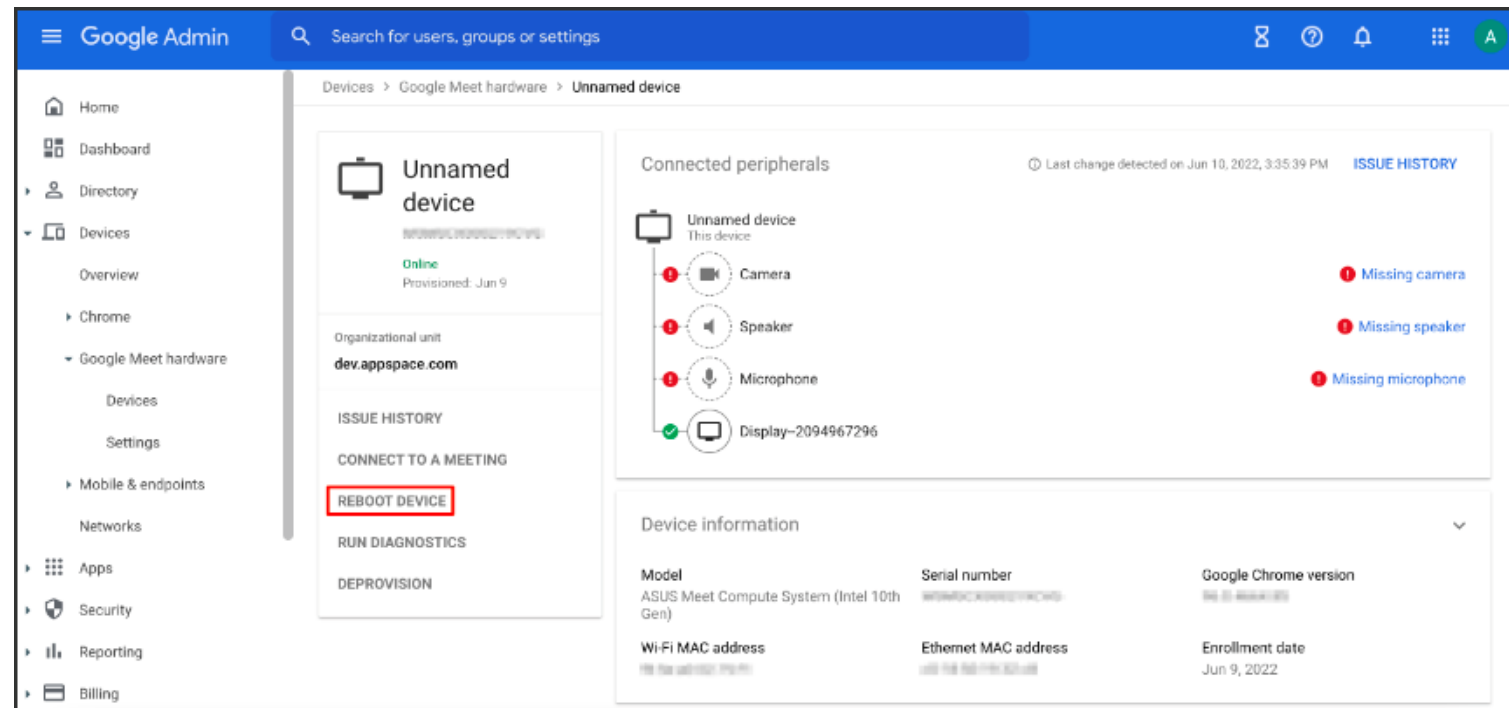 Google Admin
Search for users, groups or settings
A
Home
Dashboard
Directory
Devices
Overview
Chrome
Google Meet hardware
Devices
Settings
Mobile & endpoints
Networks
Apps
Security
Reporting
Billing
Devices > Google Meet hardware > Unnamed device
Unnamed
device
Online
Provisioned: Jun 9
Organizational unit
dev.appspace.com
ISSUE HISTORY
CONNECT TO A MEETING
REBOOT DEVICE
RUN DIAGNOSTICS
DEPROVISION
Connected peripherals
Last change detected on Jun 10, 2022, 3:35:39 PM
ISSUE HISTORY
Unnamed device
This device
Camera
Missing camera
Speaker
Missing speaker
Microphone
Missing microphone
Display--2094967296
Device information
Model
ASUS Meet Compute System (Intel 10th
Gen)
Serial number
Google Chrome version
Wi-Fi MAC address
Ethernet MAC address
Enrollment date
Jun 9, 2022